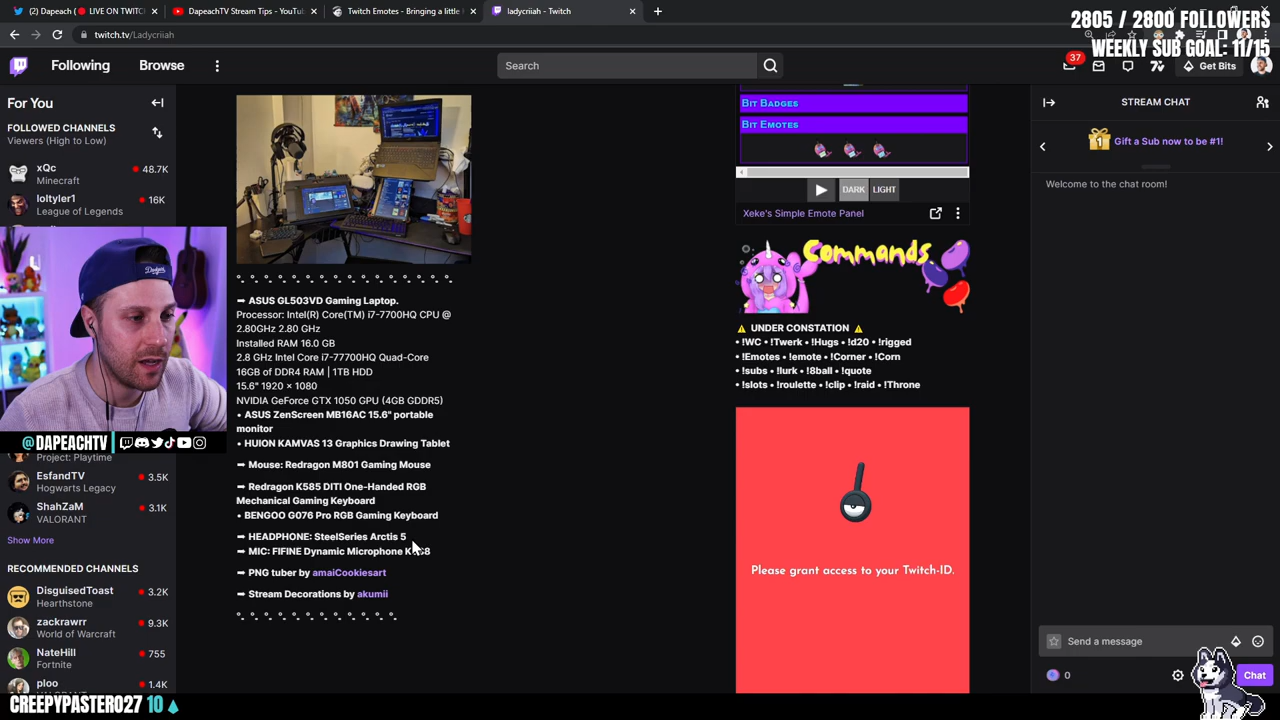 (2) Dapeach (🔴 LIVE ON TWITC
DapeachTV Stream Tips - YouTu
Twitch Emotes - Bringing a little
ladycriiah - Twitch
twitch.tv/Ladycriiah
2805 / 2800 FOLLOWERS
WEEKLY SUB GOAL: 11/15
Following
Browse
Search
37
Get Bits
For You
FOLLOWED CHANNELS
Viewers (High to Low)
xQc
48.7K
Minecraft
loltyler1
16K
League of Legends
Dodgers
@DAPEACHTV
Project: Playtime
EsfandTV
3.5K
Hogwarts Legacy
ShahZaM
3.1K
VALORANT
Show More
RECOMMENDED CHANNELS
DisguisedToast
3.2K
Hearthstone
zackrawrr
9.3K
World of Warcraft
NateHill
755
Fortnite
ploo
1.4K
CREEPYPASTER027 10
➡ ASUS GL503VD Gaming Laptop.
Processor: Intel(R) Core(TM) i7-7700HQ CPU @
2.80GHz 2.80 GHz
Installed RAM 16.0 GB
2.8 GHz Intel Core i7-77700HQ Quad-Core
16GB of DDR4 RAM | 1TB HDD
15.6" 1920 × 1080
NVIDIA GeForce GTX 1050 GPU (4GB GDDR5)
• ASUS ZenScreen MB16AC 15.6" portable
monitor
• HUION KAMVAS 13 Graphics Drawing Tablet
➡ Mouse: Redragon M801 Gaming Mouse
➡ Redragon K585 DITI One-Handed RGB
Mechanical Gaming Keyboard
• BENGOO G076 Pro RGB Gaming Keyboard
➡ HEADPHONE: SteelSeries Arctis 5
➡ MIC: FIFINE Dynamic Microphone
➡ PNG tuber by amaiCookiesart
➡ Stream Decorations by akumii
Bit Badges
Bit Emotes
DARK
LIGHT
Xeke's Simple Emote Panel
Commands
⚠ UNDER CONSTATION ⚠
• !WC • !Twerk • !Hugs • !d20 • !rigged
• !Emotes • !emote • !Corner • !Corn
• !subs • !lurk • !8ball • !quote
• !slots • !roulette • !clip • !raid • !Throne
Please grant access to your Twitch-ID.
STREAM CHAT
1
Gift a Sub now to be #1!
Welcome to the chat room!
Send a message
0
Chat